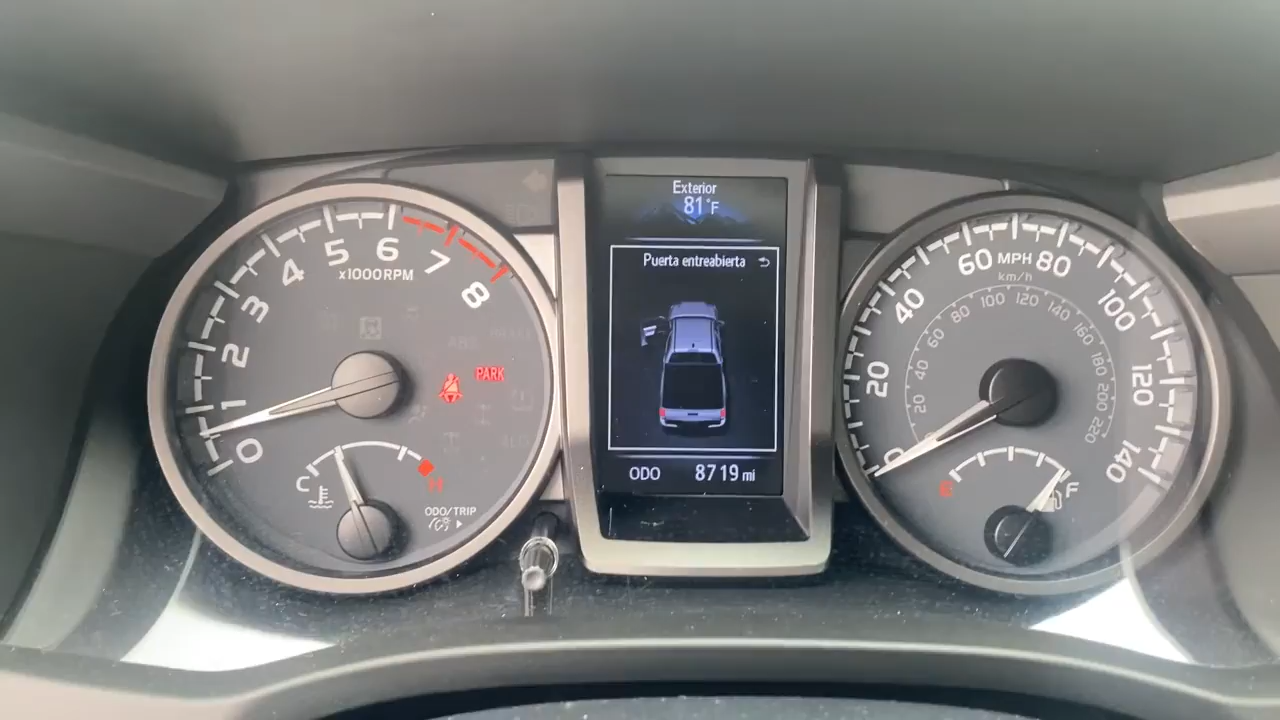 Exterior
81°F
Puerta entreabierta
ODO 8719 mi
0
1
2
3
4
5
6
7
8
x1000RPM
PARK
C
H
ODO/TRIP
0
20
40
60
MPH
80
100
120
140
km/h
20
40
60
80
100
120
140
160
180
200
220
E
F